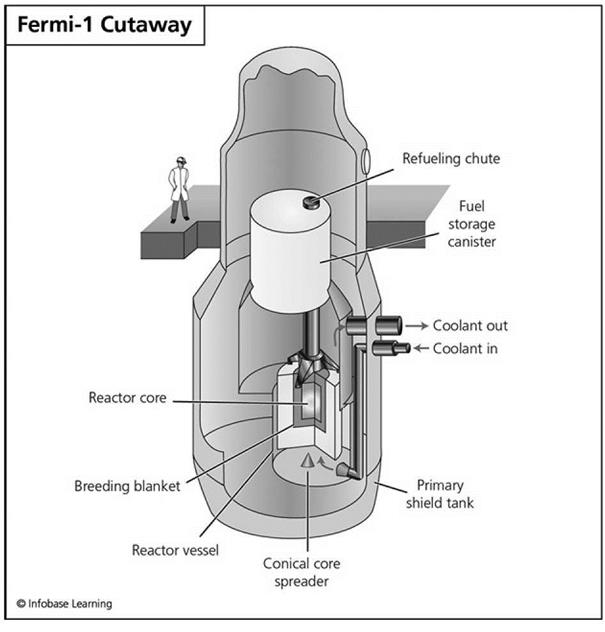 Fermi-1 Cutaway
Refueling chute
Fuel
storage
canister
Coolant out
Coolant in
Reactor core
Breeding blanket
Primary
shield tank
Reactor vessel
Conical core
spreader
© Infobase Learning